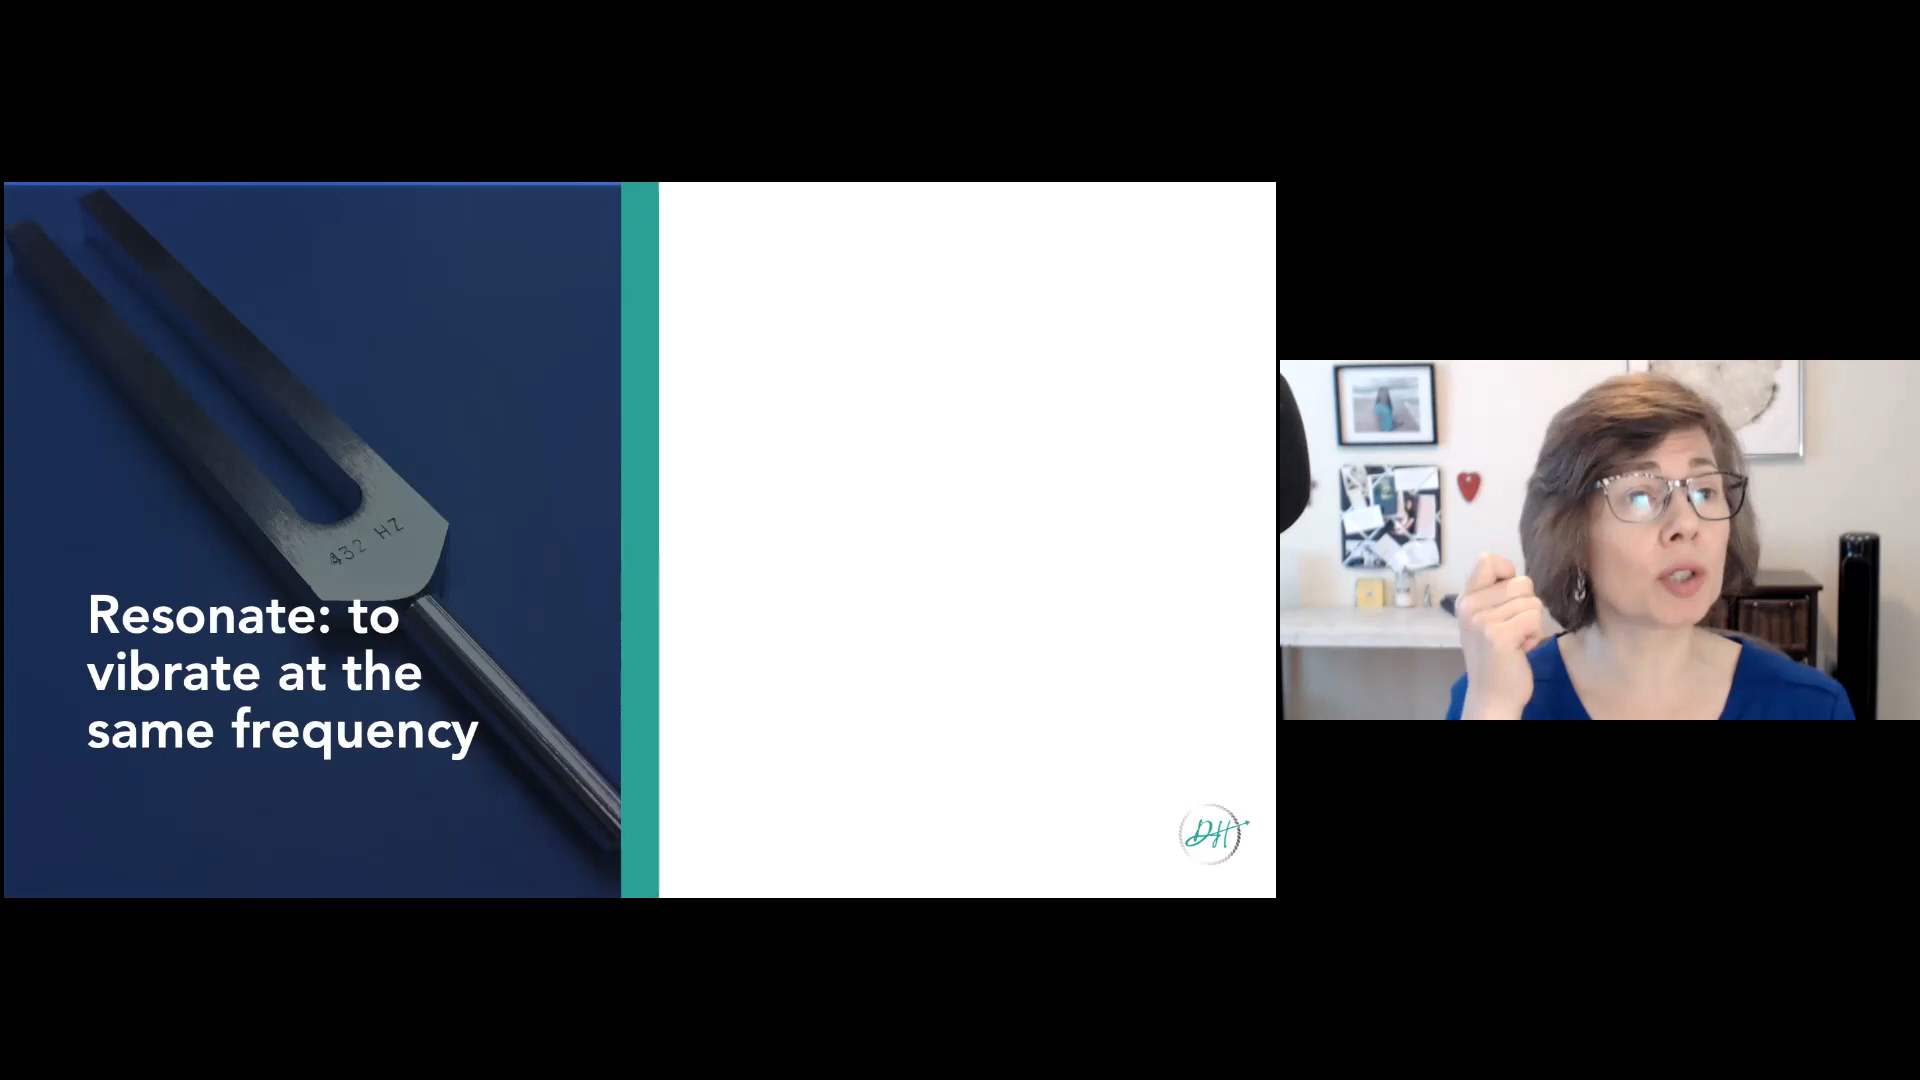 432 HZ
Resonate: to
vibrate at the
same frequency
DH